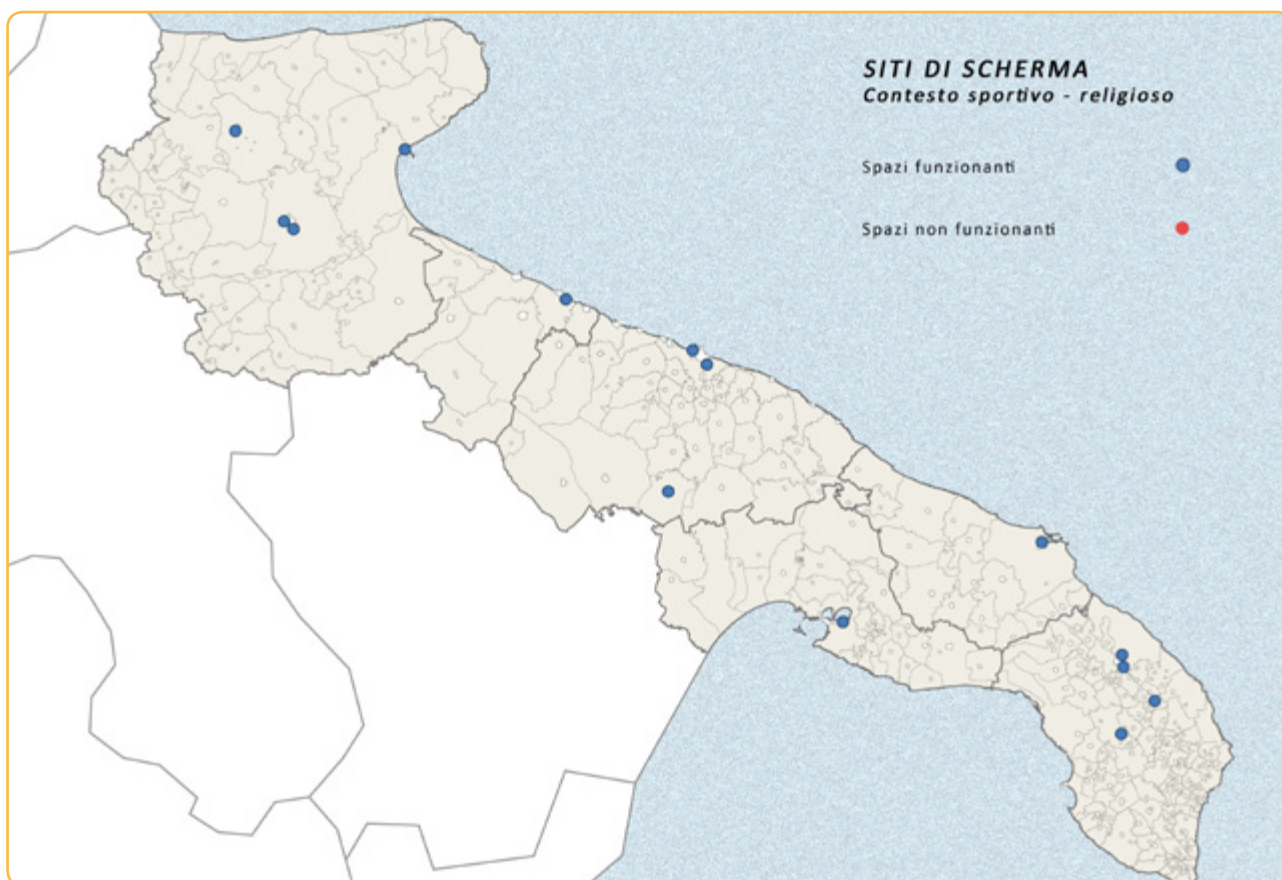 SITI DI SCHERMA
Contesto sportivo - religioso
Spazi funzionanti
Spazi non funzionanti